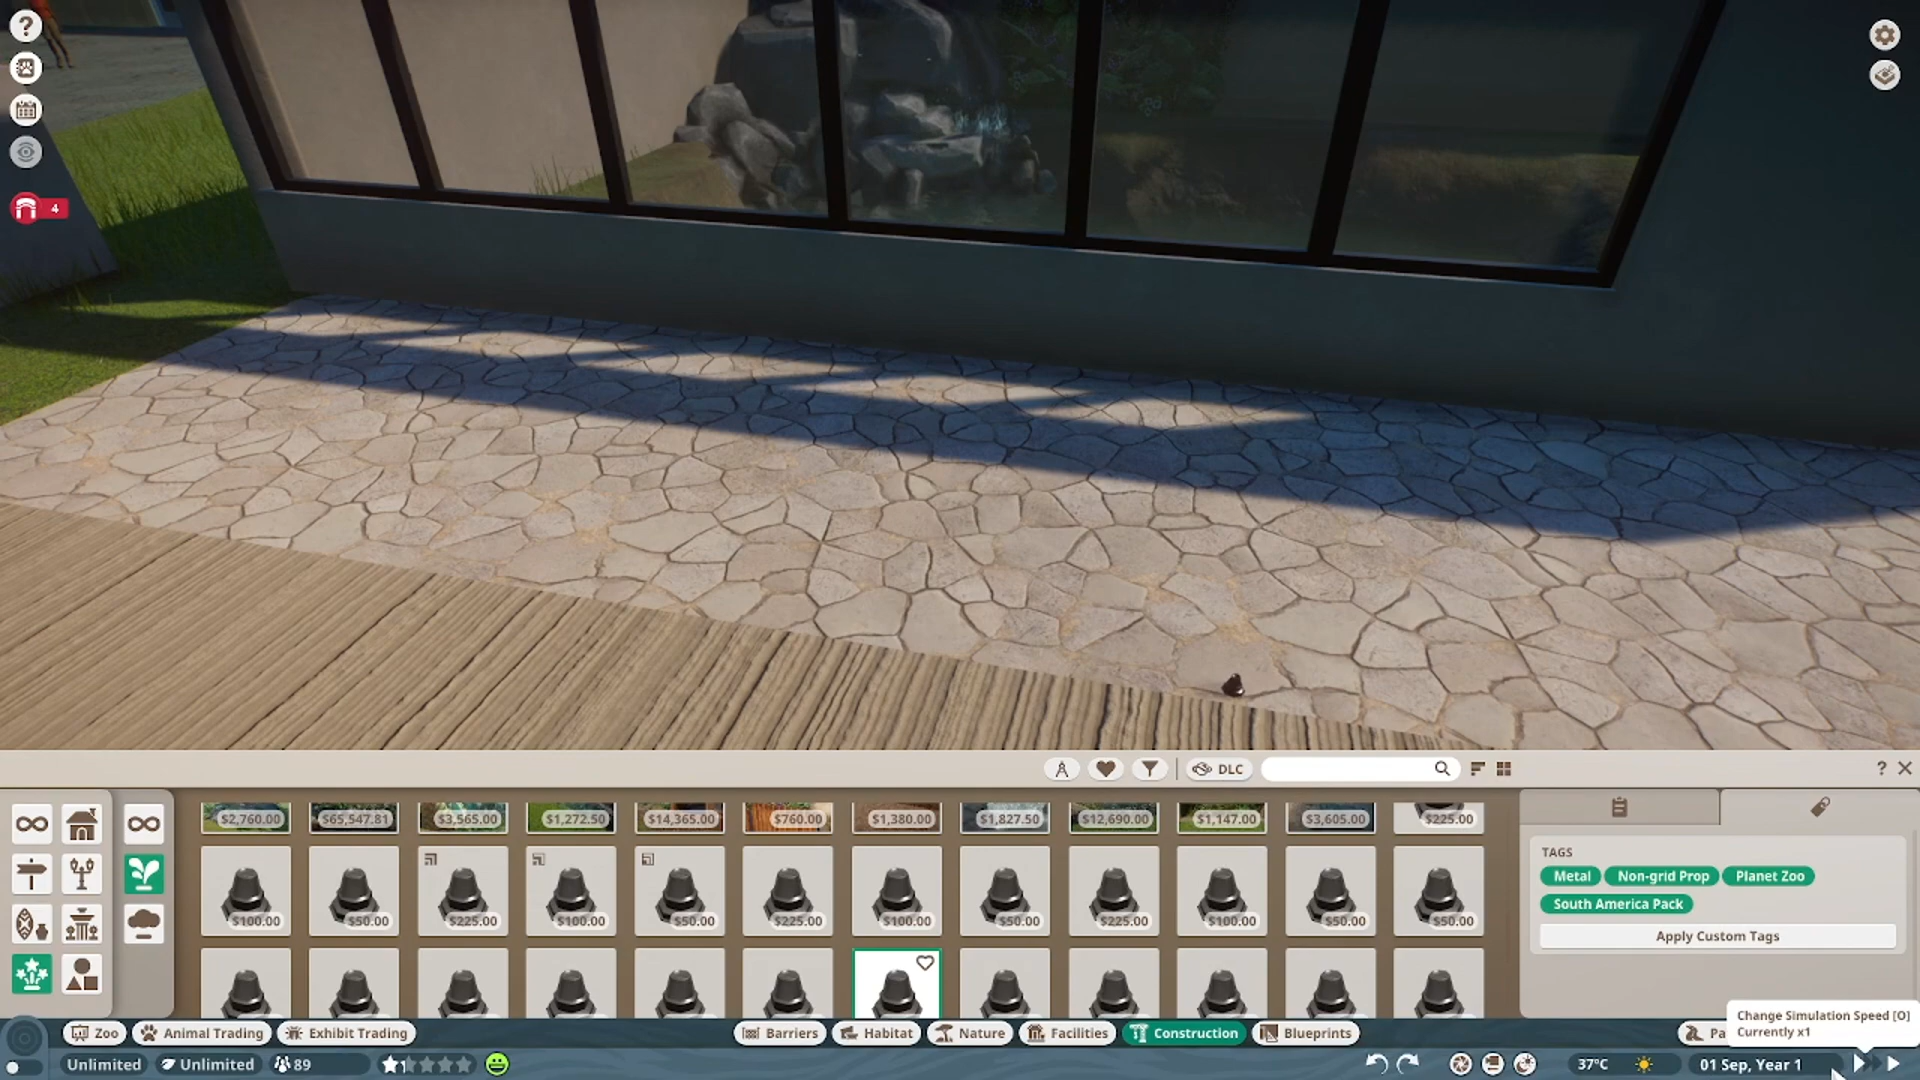 ?
4
DLC
?
$2,760.00 $65,547.81 $3,565.00 $1,272.50 $14,365.00 $760.00 $1,380.00 $1,827.50 $12,690.00 $1,147.00 $3,605.00 $225.00
$100.00 $50.00 $225.00 $100.00 $50.00 $225.00 $100.00 $50.00 $225.00 $100.00 $50.00 $50.00
TAGS
Metal Non-grid Prop Planet Zoo
South America Pack
Apply Custom Tags
Change Simulation Speed [O]
Currently x1
Zoo Animal Trading Exhibit Trading Barriers Habitat Nature Facilities Construction Blueprints Pa
Unlimited Unlimited 89 37°C 01 Sep, Year 1